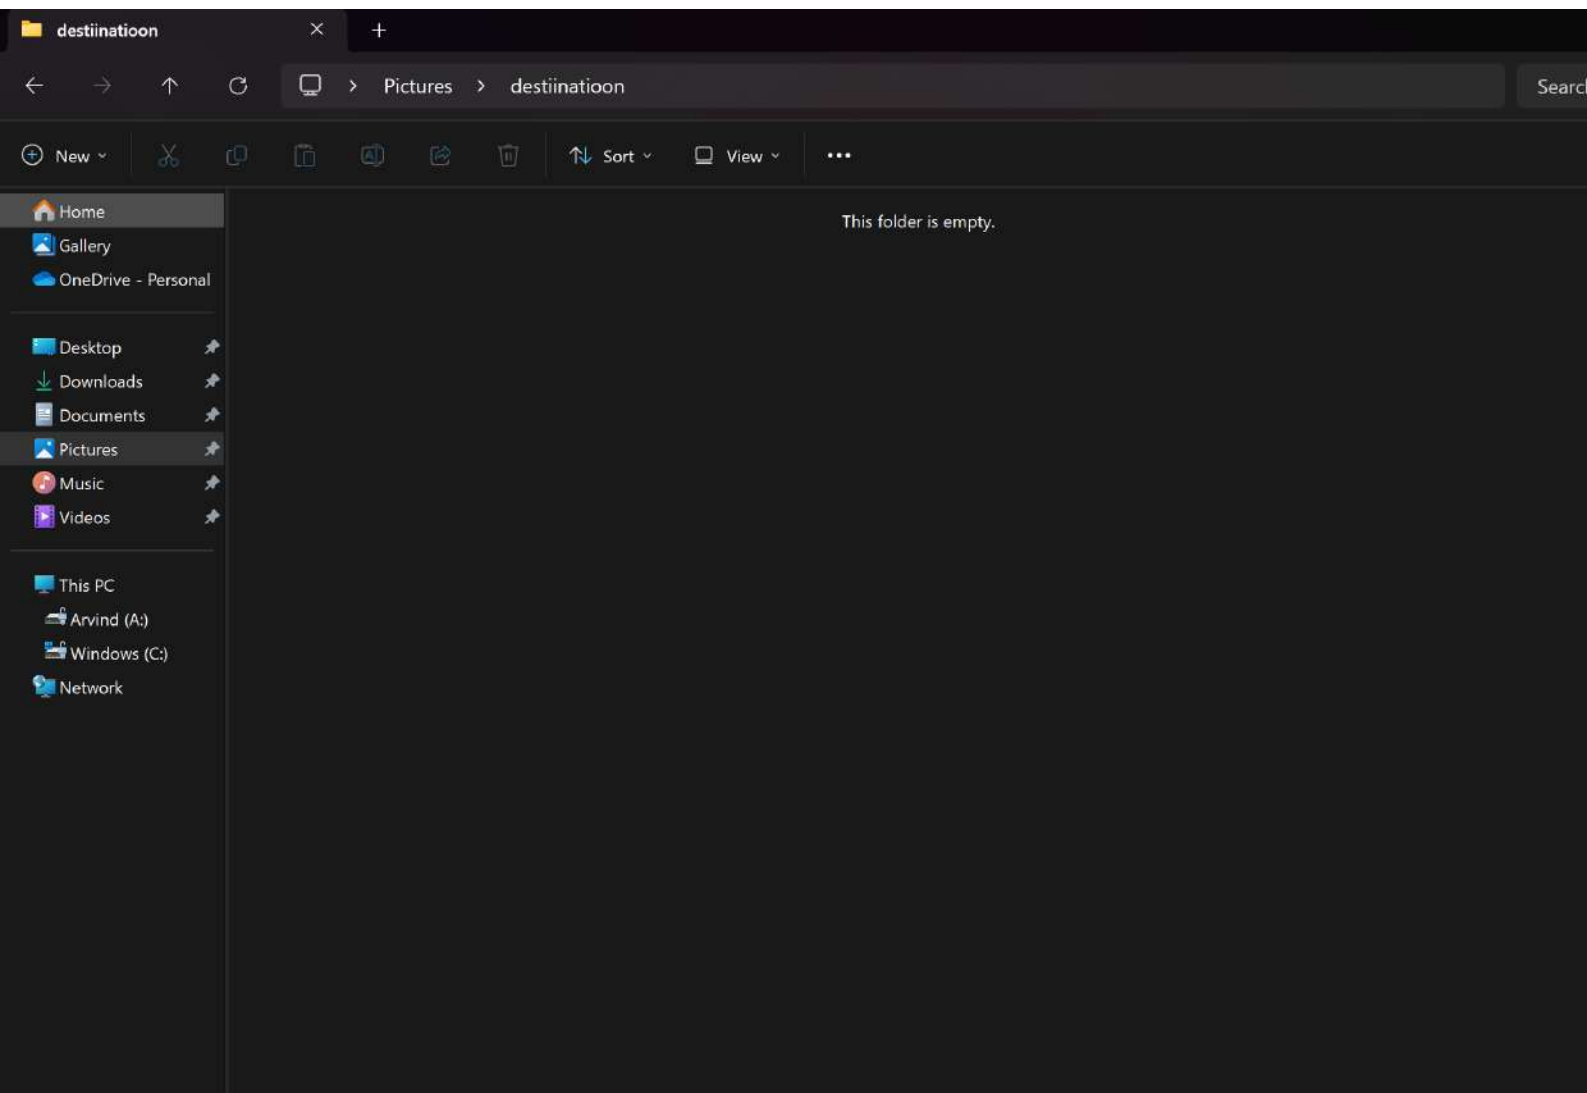 destiinatioon
Pictures > destiinatioon
Search
New
Sort
View
Home
This folder is empty.
Gallery
OneDrive - Personal
Desktop
Downloads
Documents
Pictures
Music
Videos
This PC
Arvind (A:)
Windows (C:)
Network